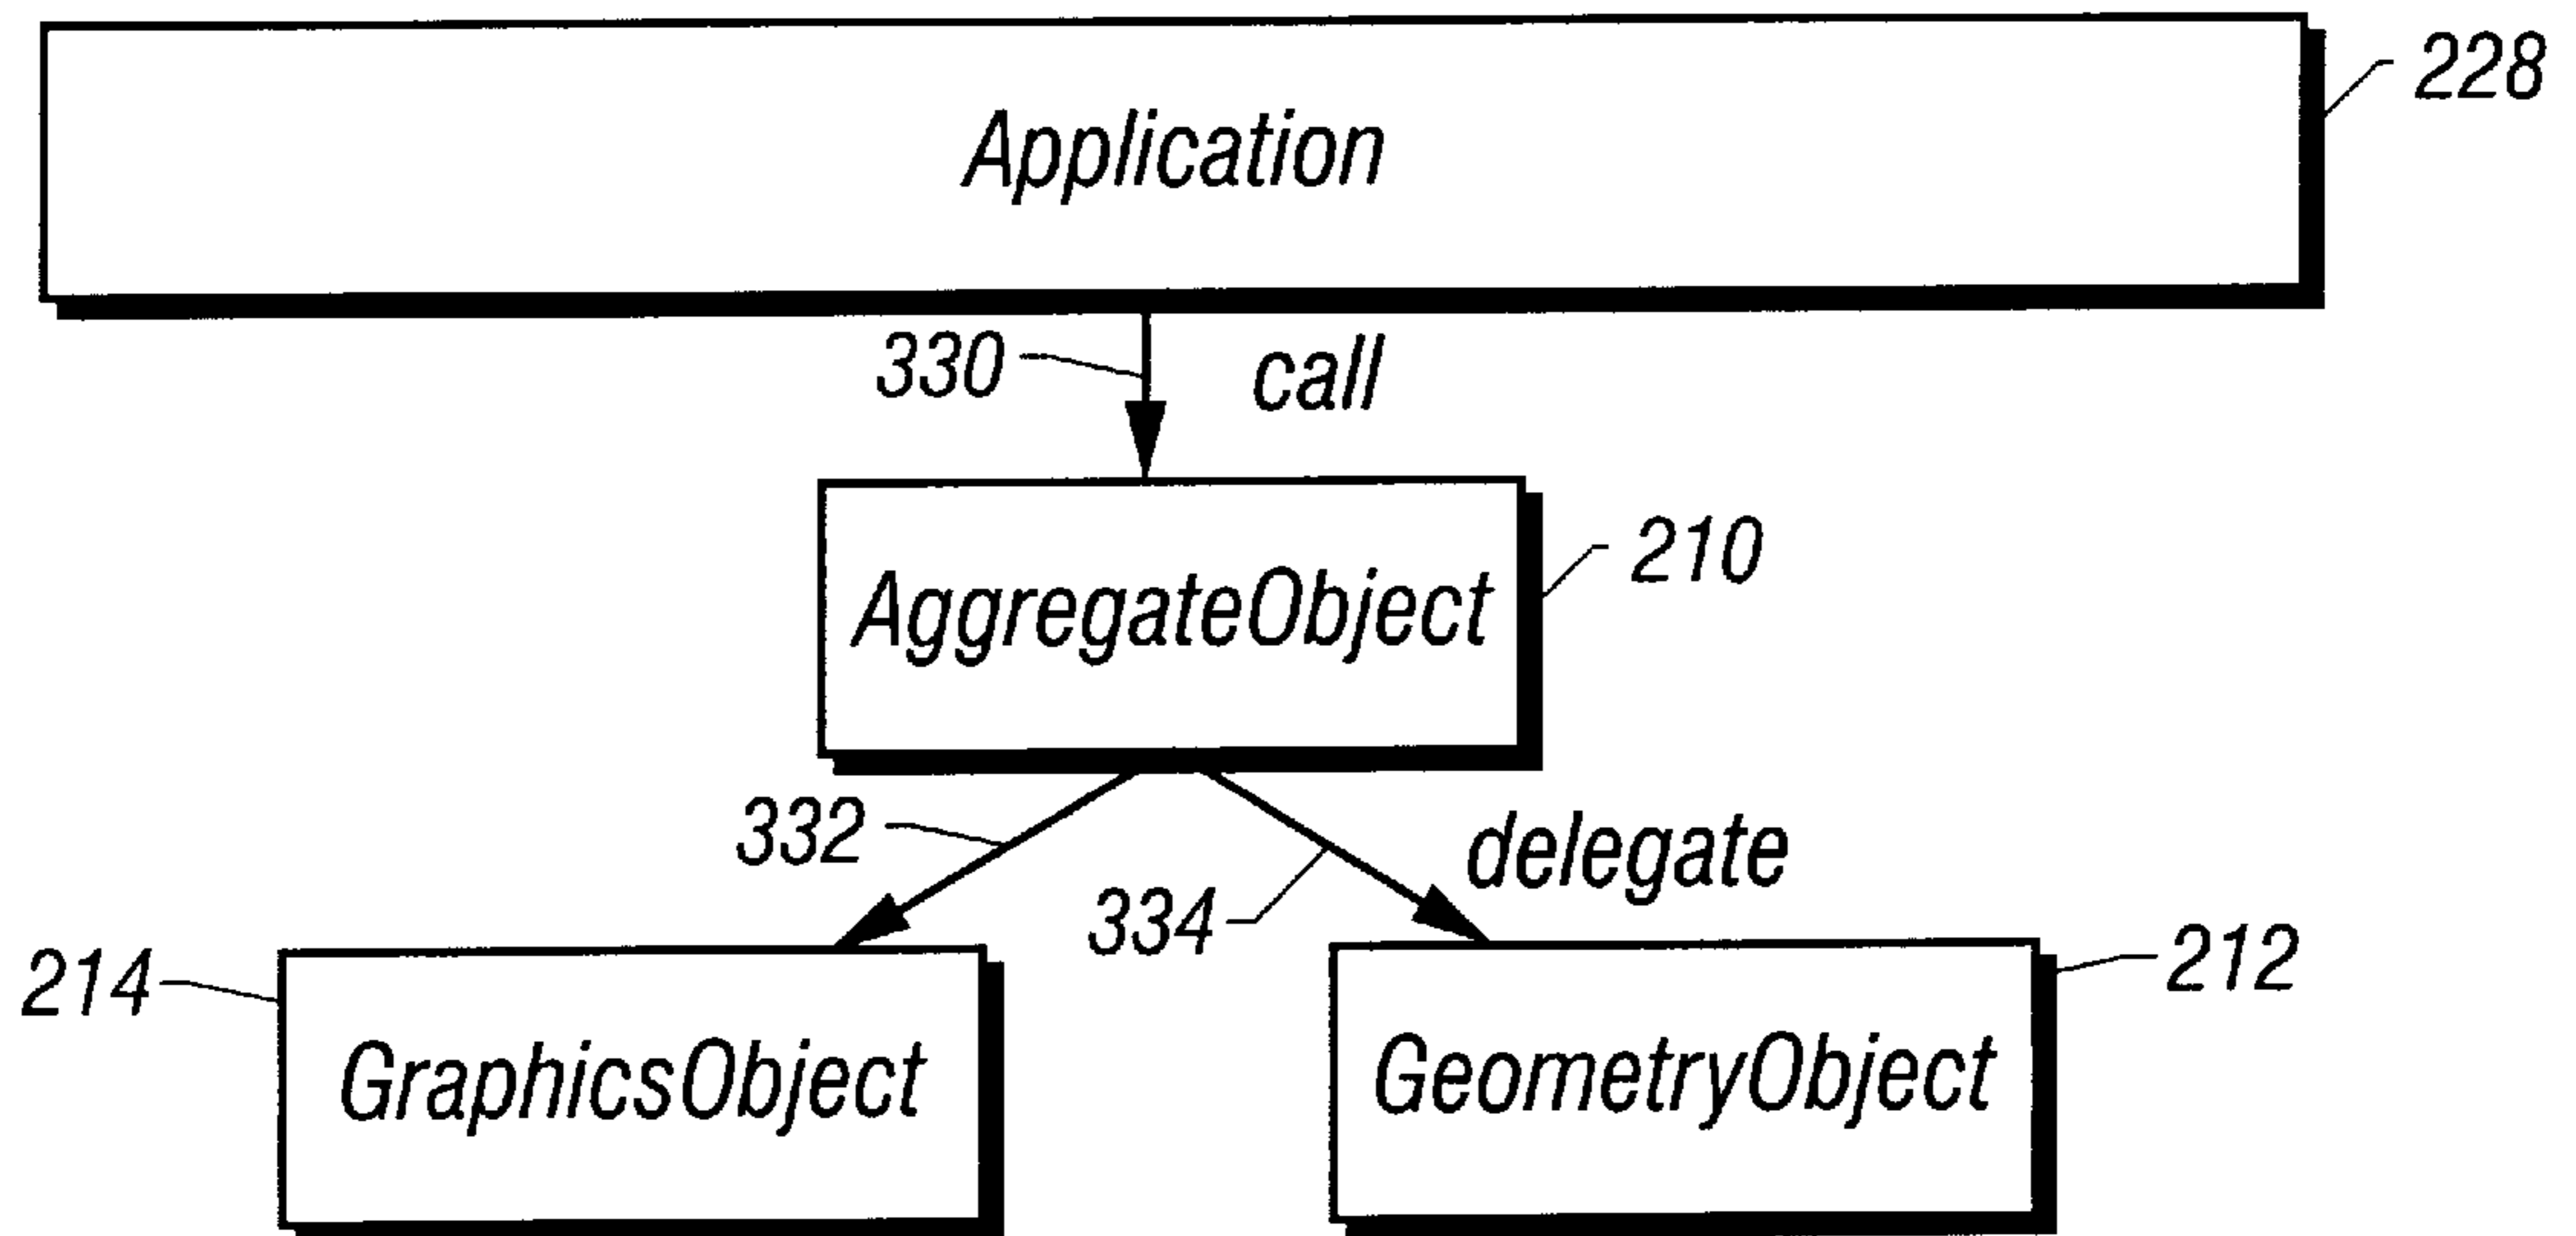 228
Application
330
call
210
AggregateObject
332
delegate
334
214
212
GraphicsObject
GeometryObject